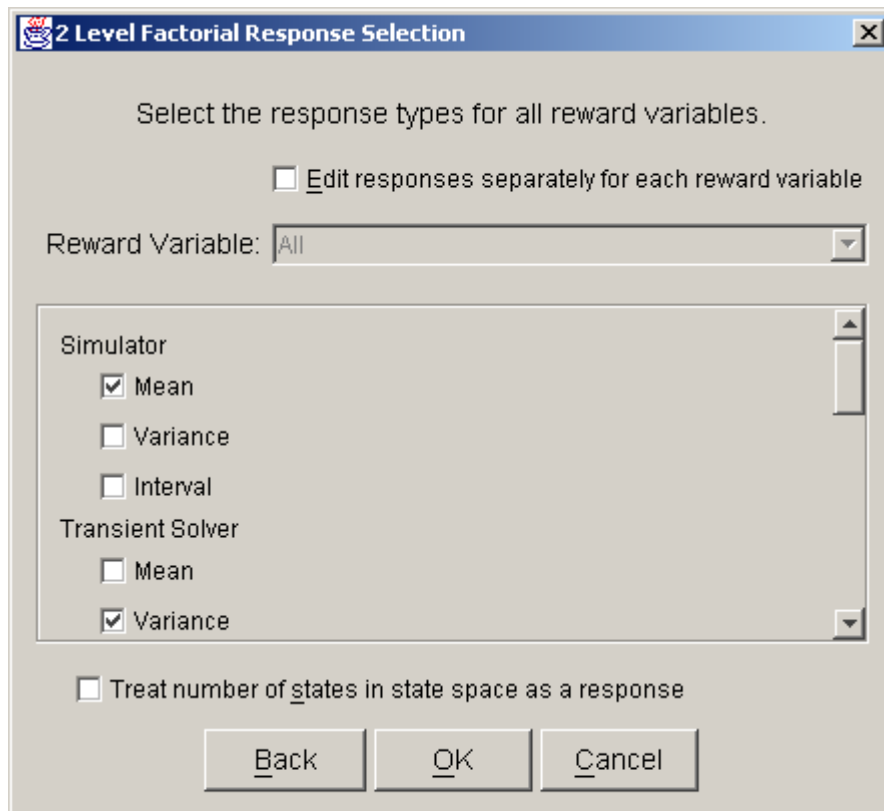 2 Level Factorial Response Selection
Select the response types for all reward variables.
Edit responses separately for each reward variable
Reward Variable: All
Simulator
Mean
Variance
Interval
Transient Solver
Mean
Variance
Treat number of states in state space as a response
Back OK Cancel